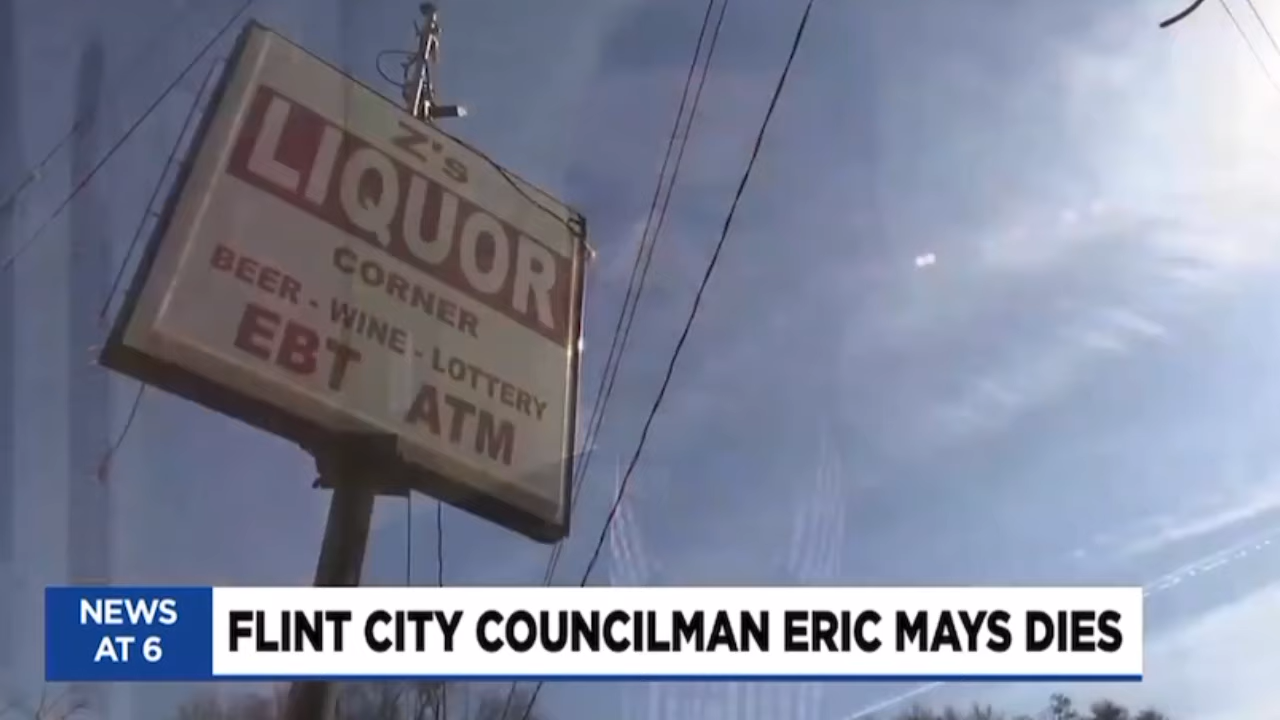 Z's
LIQUOR
CORNER
BEER - WINE - LOTTERY
EBT ATM
NEWS
AT 6
FLINT CITY COUNCILMAN ERIC MAYS DIES